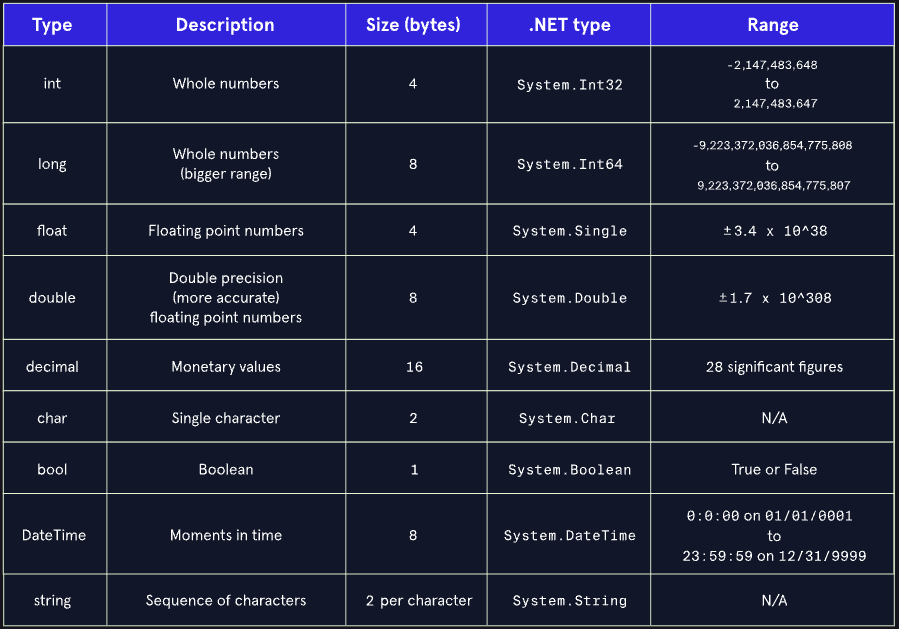 Type Description Size (bytes) .NET type Range
int Whole numbers 4 System.Int32 -2,147,483,648
to
2,147,483.647
long Whole numbers
(bigger range) 8 System.Int64 -9,223,372,036,854,775,808
to
9,223,372,036,854,775,807
float Floating point numbers 4 System.Single ±3.4 x 10^38
double Double precision
(more accurate)
floating point numbers 8 System.Double ±1.7 x 10^308
decimal Monetary values 16 System.Decimal 28 significant figures
char Single character 2 System.Char N/A
bool Boolean 1 System.Boolean True or False
DateTime Moments in time 8 System.DateTime 0:0:00 on 01/01/0001
to
23:59:59 on 12/31/9999
string Sequence of characters 2 per character System.String N/A